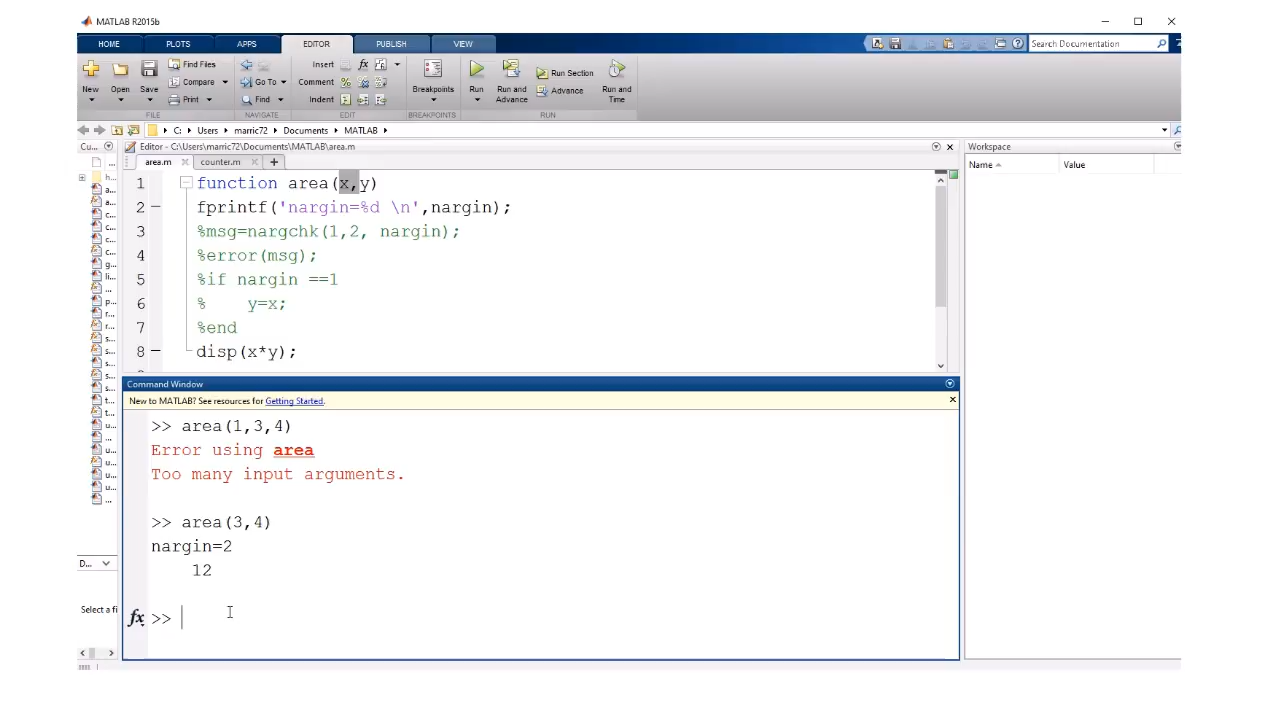 MATLAB R2015b
HOME PLOTS APPS EDITOR PUBLISH VIEW Search Documentation
New Open Save Find Files Compare Print Go To Find Insert Comment Indent fx Breakpoints Run Run and Advance Run Section Advance Run and Time
FILE NAVIGATE EDIT BREAKPOINTS RUN
C: Users marric72 Documents MATLAB
Cu... Editor - C:\Users\marric72\Documents\MATLAB\area.m Workspace
area.m counter.m + Name Value
1 function area(x,y)
2 fprintf('nargin=%d \n',nargin);
3 %msg=nargchk(1,2, nargin);
4 %error(msg);
5 %if nargin ==1
6 % y=x;
7 %end
8 disp(x*y);
Command Window
New to MATLAB? See resources for Getting Started.
>> area(1,3,4)
Error using area
Too many input arguments.
>> area(3,4)
nargin=2
12
D...
Select a fi
fx >>